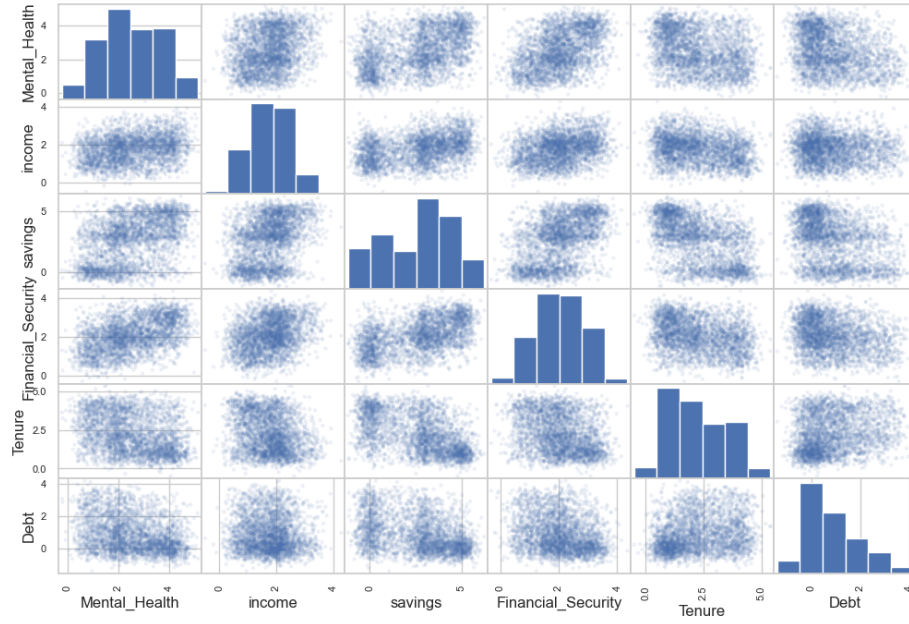 Mental_Health
4
2
0
income
4
2
0
savings
5
0
Financial_Security
4
2
0
Tenure
5.0
2.5
0.0
Debt
4
2
0
0 2 4 0 2 4 0 5 0 2 4 0.0 2.5 5.0 0 2 4
Mental_Health income savings Financial_Security Tenure Debt